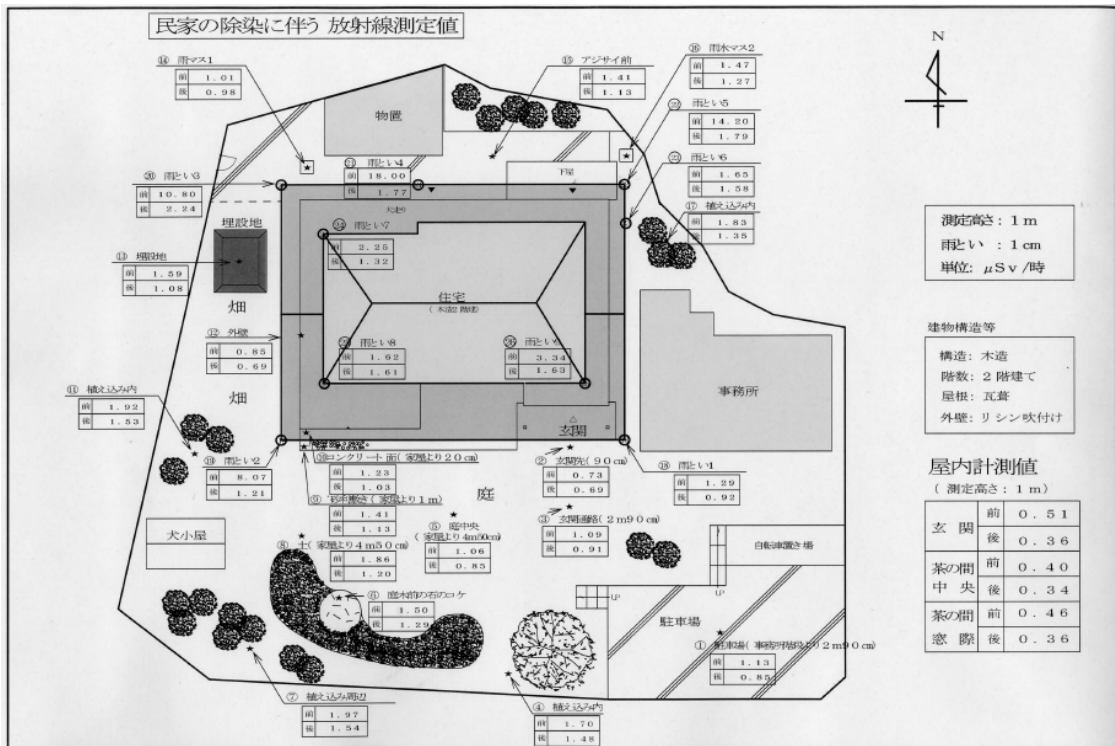 民家の除染に伴う 放射線測定値
N
⑭ 雨マス1
前 1.01
後 0.98
⑮ アジサイ前
前 1.41
後 1.13
⑯ 雨水マス2
前 1.47
後 1.27
物置
雨とい5
前 14.20
後 1.79
㉑ 雨とい4
前 18.00
後 1.77
下屋
雨とい6
前 1.65
後 1.58
⑳ 雨とい3
前 10.80
後 2.24
⑰ 植え込み内
前 1.83
後 1.35
埋設地
雨とい7
前 2.25
後 1.32
⑬ 埋設地
前 1.59
後 1.08
畑
住宅
(木造2階建)
測定高さ: 1m
雨とい : 1cm
単位: μSv/時
⑫ 外壁
前 0.85
後 0.69
雨とい8
前 1.62
後 1.61
前 3.34
後 1.63
建物構造等
構造: 木造
階数: 2階建て
屋根: 瓦葺
外壁: リシン吹付け
畑
事務所
⑪ 植え込み内
前 1.92
後 1.53
玄関
⑲ 雨とい2
前 8.07
後 1.21
⑩コンクリート面(家屋より20cm)
前 1.23
後 1.03
② 玄関先(90cm)
前 0.73
後 0.69
⑱ 雨とい1
前 1.29
後 0.92
庭
⑨ 砂利敷き(家屋より1m)
前 1.41
後 1.13
③ 玄関通路(2m90cm)
前 1.09
後 0.91
⑤ 庭中央
(家屋より4m50cm)
前 1.06
後 0.85
犬小屋
⑧ 土(家屋より4m50cm)
前 1.86
後 1.20
自転車置き場
⑥ 庭木前の石のコケ
前 1.50
後 1.29
UP
UP
駐車場
① 駐車場(事務所階段より2m90cm)
前 1.13
後 0.85
⑦ 植え込み周辺
前 1.97
後 1.54
④ 植え込み内
前 1.70
後 1.48
屋内計測値
(測定高さ: 1m)
玄関 前 0.51
後 0.36
茶の間中央 前 0.40
後 0.34
茶の間窓際 前 0.46
後 0.36